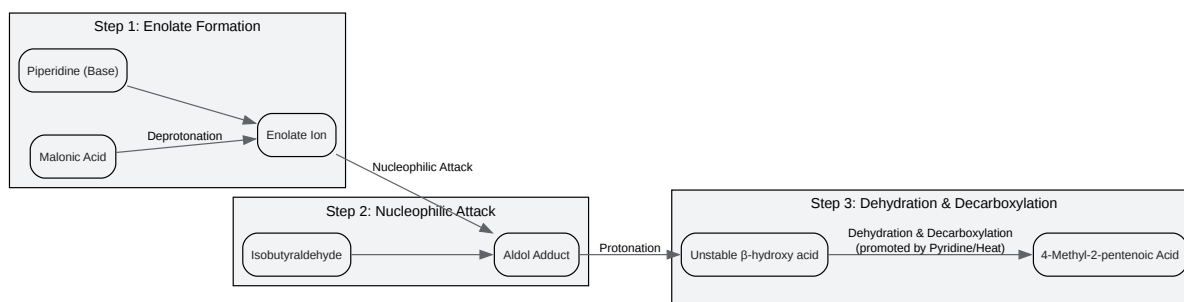 Step 1: Enolate Formation
Piperidine (Base)
Malonic Acid
Deprotonation
Enolate Ion
Nucleophilic Attack
Step 2: Nucleophilic Attack
Isobutyraldehyde
Aldol Adduct
Protonation
Step 3: Dehydration & Decarboxylation
Unstable β-hydroxy acid
Dehydration & Decarboxylation
(promoted by Pyridine/Heat)
4-Methyl-2-pentenoic Acid